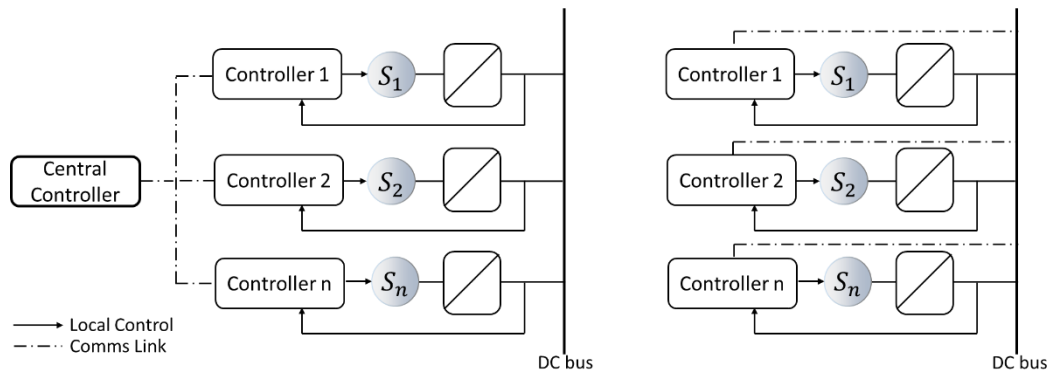 Controller 1
S₁
Central
Controller
Controller 2
S₂
Controller n
Sₙ
Local Control
Comms Link
DC bus
Controller 1
S₁
Controller 2
S₂
Controller n
Sₙ
DC bus